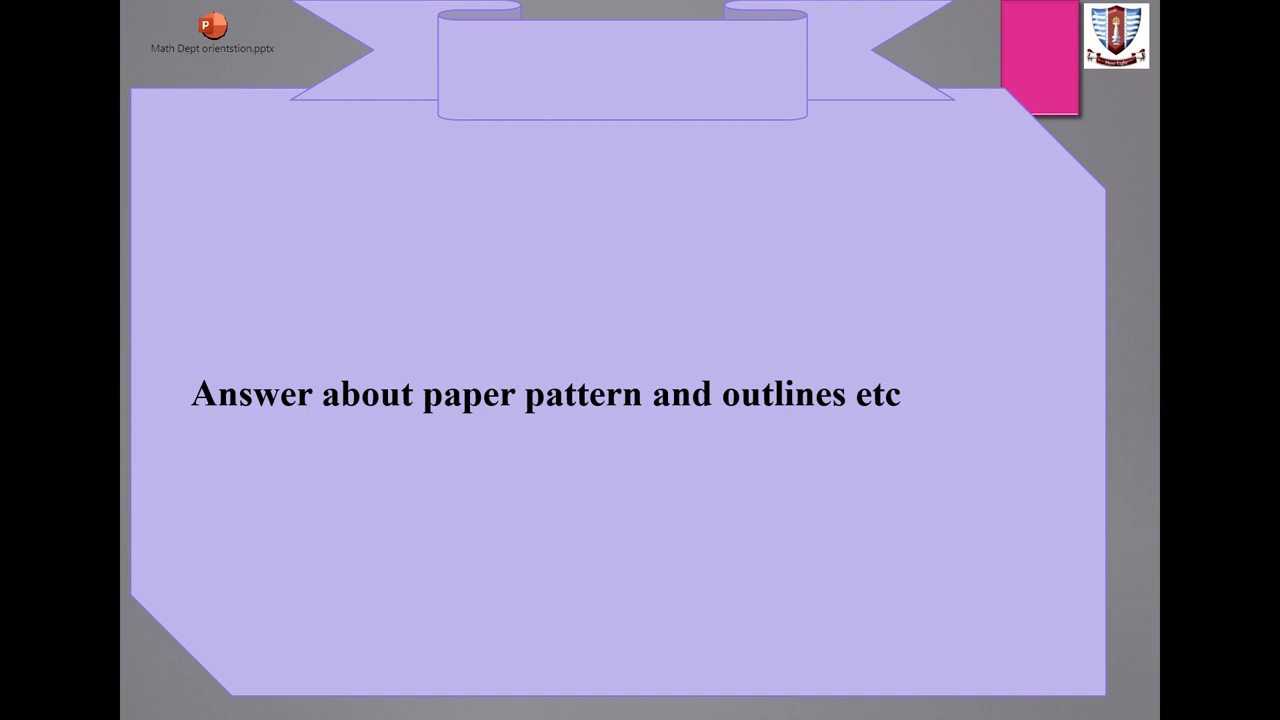 Math Dept orientstion.pptx
Answer about paper pattern and outlines etc